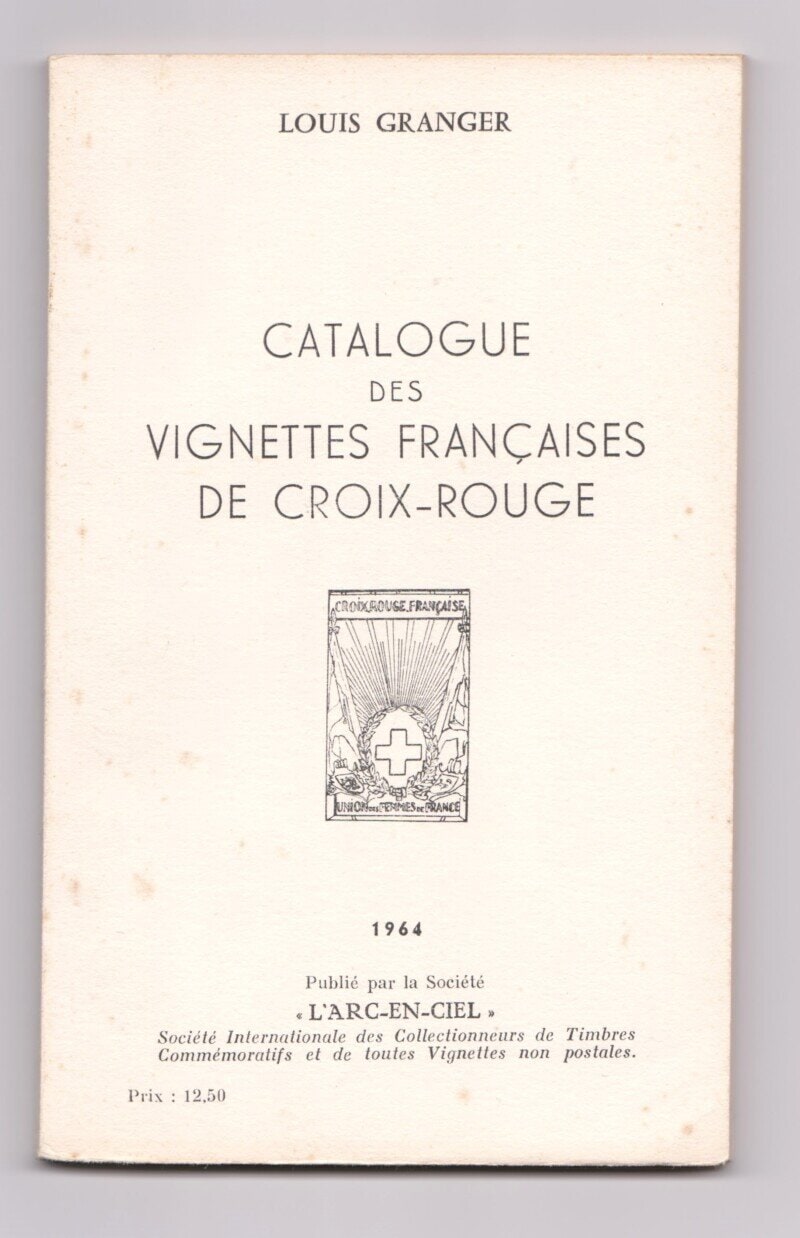 LOUIS GRANGER
CATALOGUE
DES
VIGNETTES FRANÇAISES
DE CROIX-ROUGE
CROIX.ROUGE.FRANÇAISE
UNION DES FEMMES DE FRANCE
1964
Publié par la Société
« L'ARC-EN-CIEL »
Société Internationale des Collectionneurs de Timbres
Commémoratifs et de toutes Vignettes non postales.
Prix : 12,50